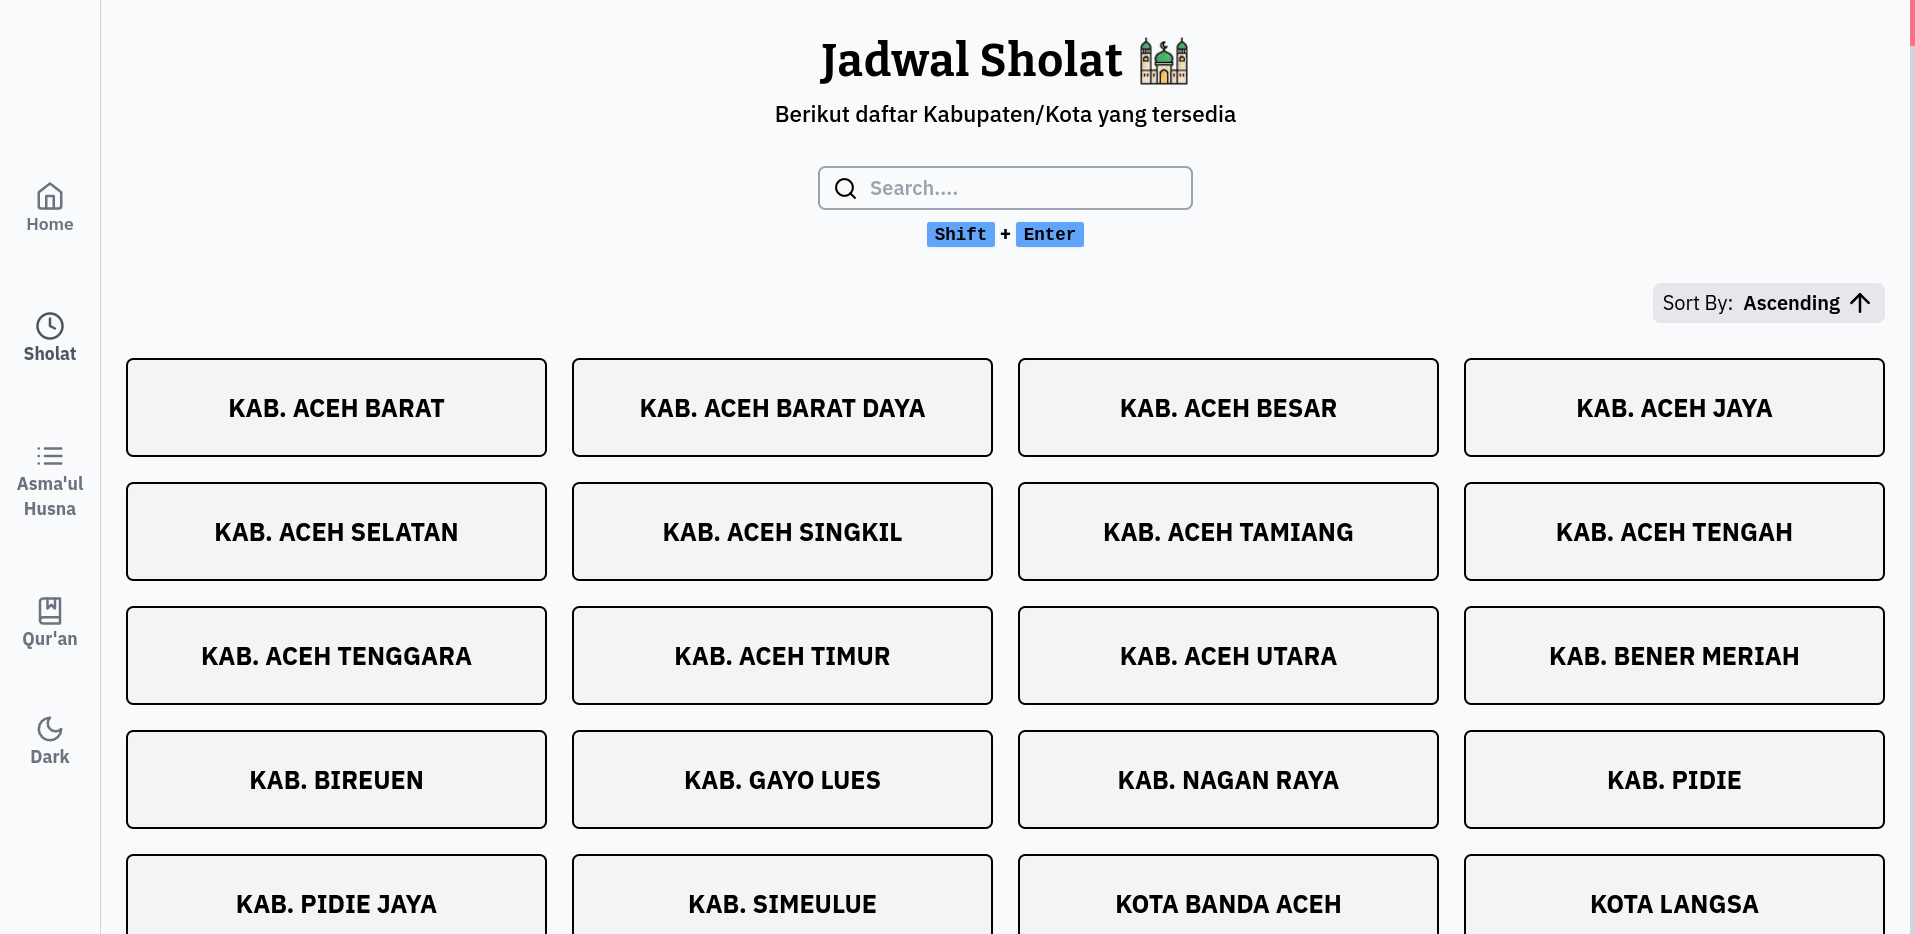 Jadwal Sholat
Berikut daftar Kabupaten/Kota yang tersedia
Search....
Shift + Enter
Sort By: Ascending
Home
Sholat
Asma'ul
Husna
Qur'an
Dark
KAB. ACEH BARAT
KAB. ACEH BARAT DAYA
KAB. ACEH BESAR
KAB. ACEH JAYA
KAB. ACEH SELATAN
KAB. ACEH SINGKIL
KAB. ACEH TAMIANG
KAB. ACEH TENGAH
KAB. ACEH TENGGARA
KAB. ACEH TIMUR
KAB. ACEH UTARA
KAB. BENER MERIAH
KAB. BIREUEN
KAB. GAYO LUES
KAB. NAGAN RAYA
KAB. PIDIE
KAB. PIDIE JAYA
KAB. SIMEULUE
KOTA BANDA ACEH
KOTA LANGSA